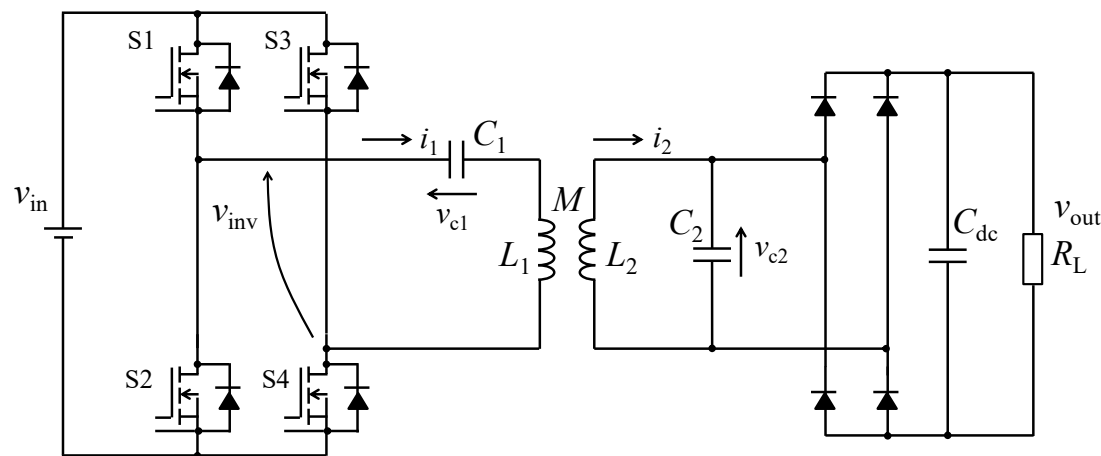 S1
S3
i1
C1
i2
vin
vinv
vc1
M
L1
L2
C2
vc2
Cdc
vout
RL
S2
S4